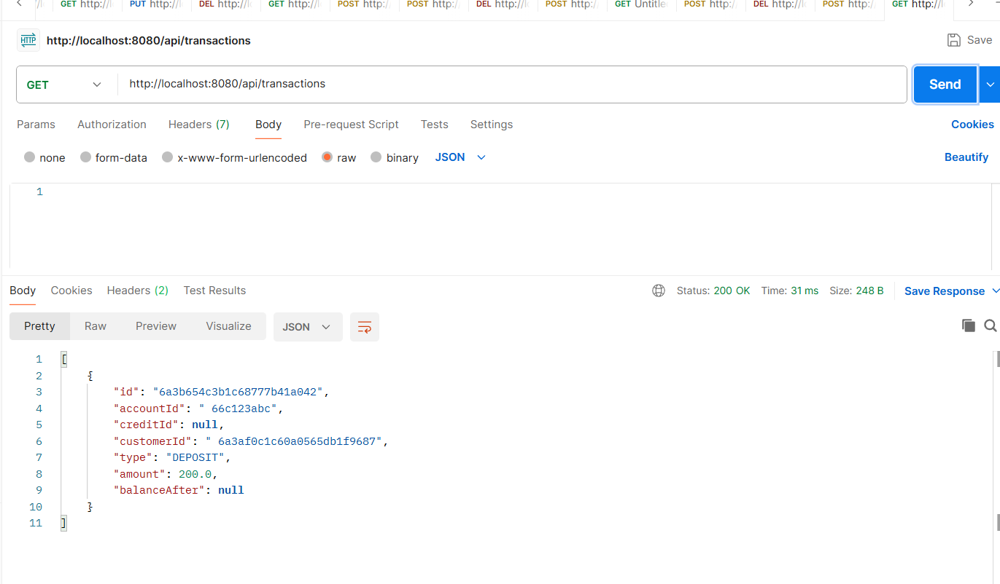 GET http://l PUT http://l DEL http://l GET http://l POST http:/ POST http:/ DEL http://l POST http:/ GET Untitle POST http:/ DEL http://l POST http:/ GET http://l
HTTP http://localhost:8080/api/transactions Save
GET http://localhost:8080/api/transactions Send
Params Authorization Headers (7) Body Pre-request Script Tests Settings Cookies
none form-data x-www-form-urlencoded raw binary JSON Beautify
1
Body Cookies Headers (2) Test Results Status: 200 OK Time: 31 ms Size: 248 B Save Response
Pretty Raw Preview Visualize JSON
1 [
2 {
3 "id": "6a3b654c3b1c68777b41a042",
4 "accountId": " 66c123abc",
5 "creditId": null,
6 "customerId": " 6a3af0c1c60a0565db1f9687",
7 "type": "DEPOSIT",
8 "amount": 200.0,
9 "balanceAfter": null
10 }
11 ]